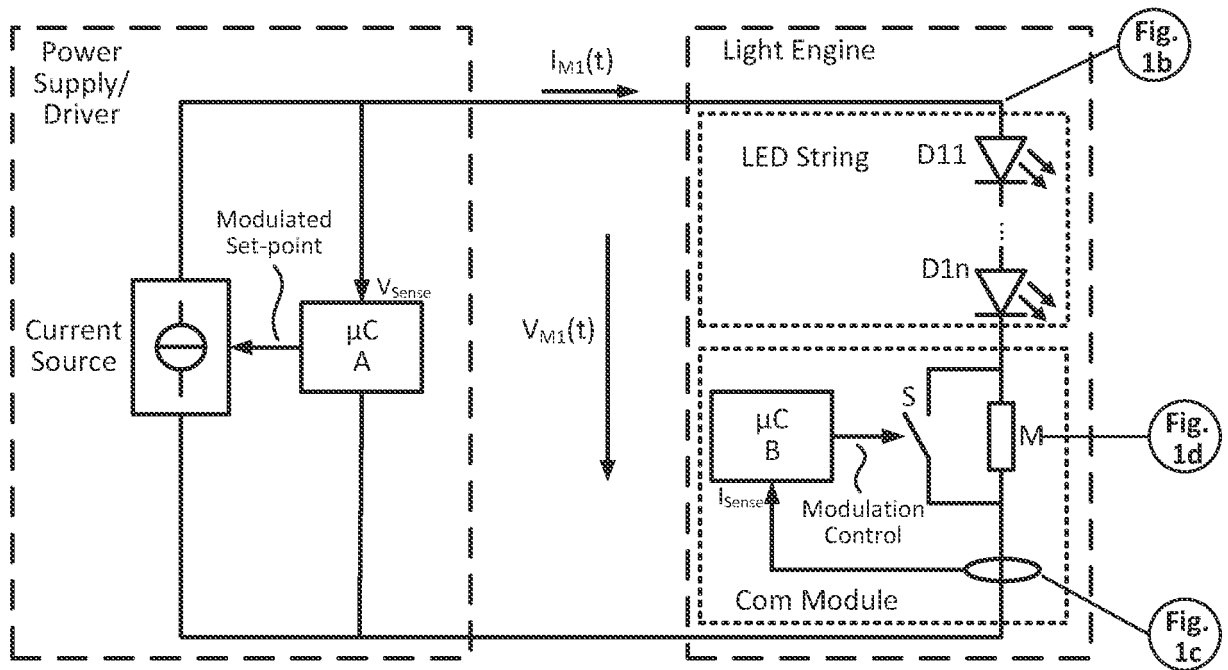 Power
Supply/
Driver
I_M1(t)
Light Engine
Fig.
1b
LED String
D11
...
D1n
Modulated
Set-point
V_Sense
μC
A
Current
Source
V_M1(t)
μC
B
I_Sense
S
M
Fig.
1d
Modulation
Control
Com Module
Fig.
1c